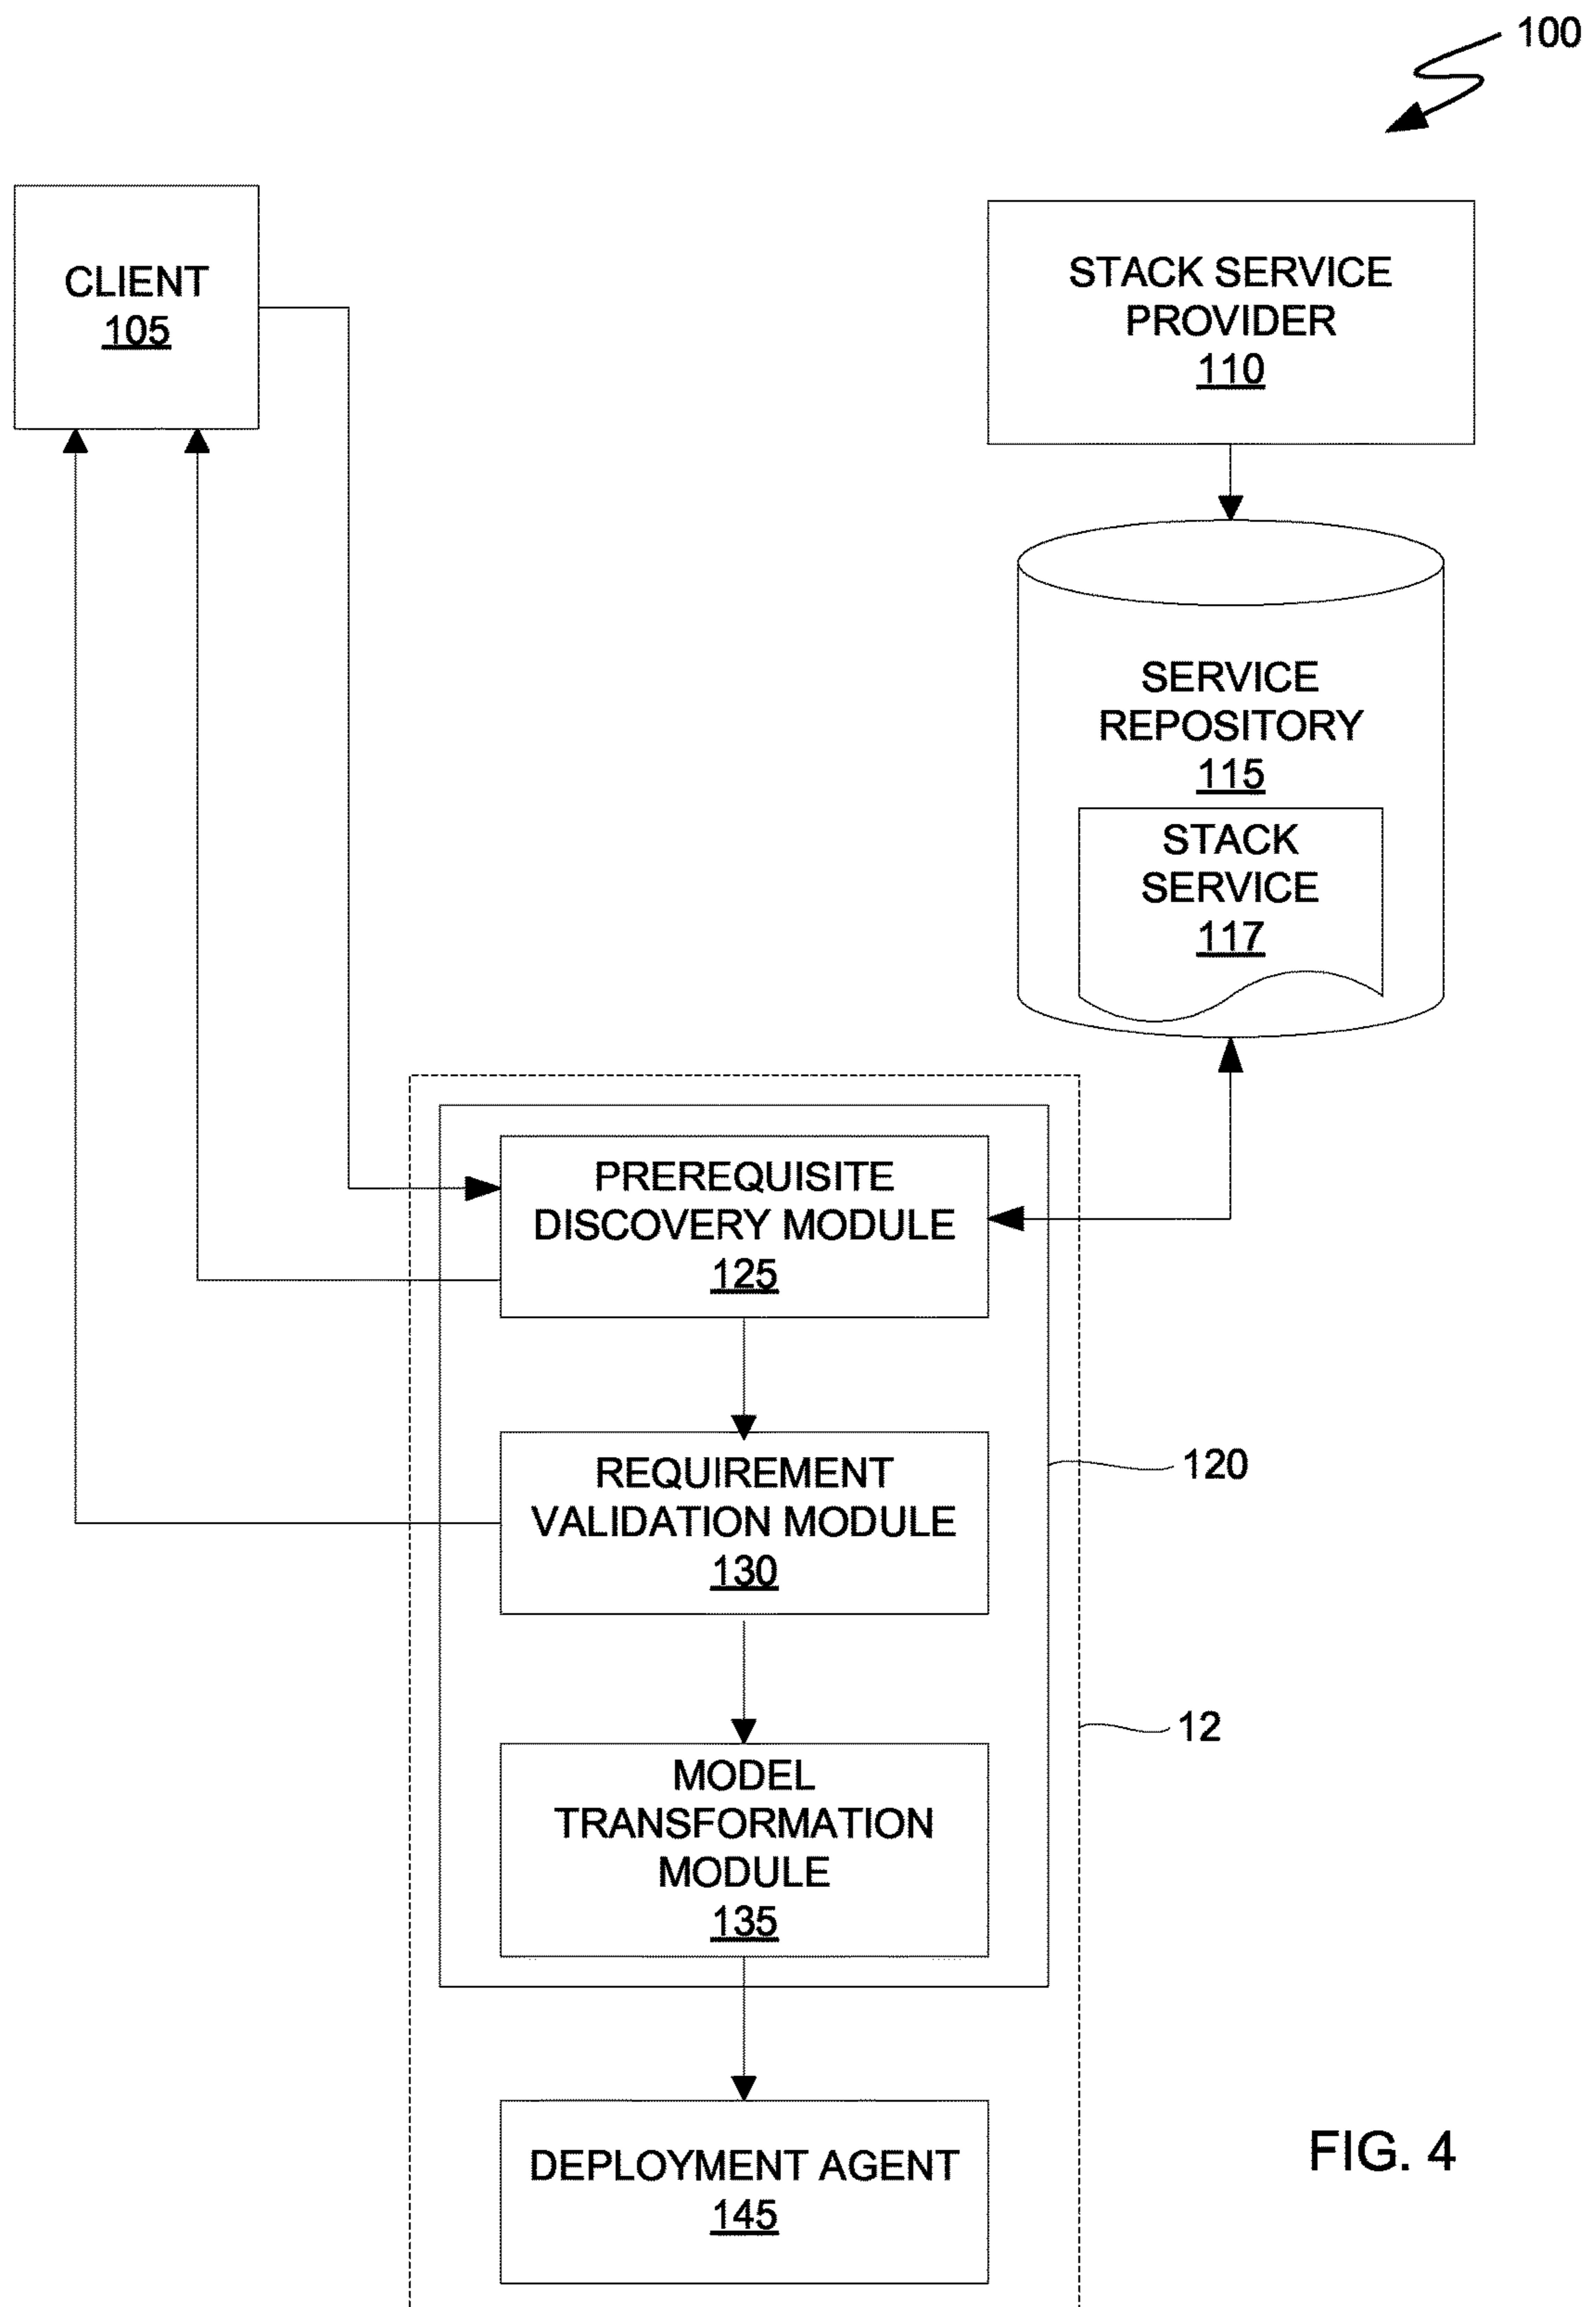 100
CLIENT
105
STACK SERVICE
PROVIDER
110
SERVICE
REPOSITORY
115
STACK
SERVICE
117
PREREQUISITE
DISCOVERY MODULE
125
REQUIREMENT
VALIDATION MODULE
130
120
12
MODEL
TRANSFORMATION
MODULE
135
DEPLOYMENT AGENT
145
FIG. 4